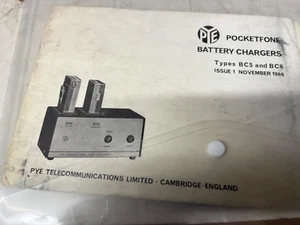 PYE
POCKETFONE
BATTERY CHARGERS
Types BC5 and BC6
ISSUE 1 NOVEMBER 1969
PYE TELECOMMUNICATIONS LIMITED · CAMBRIDGE · ENGLAND